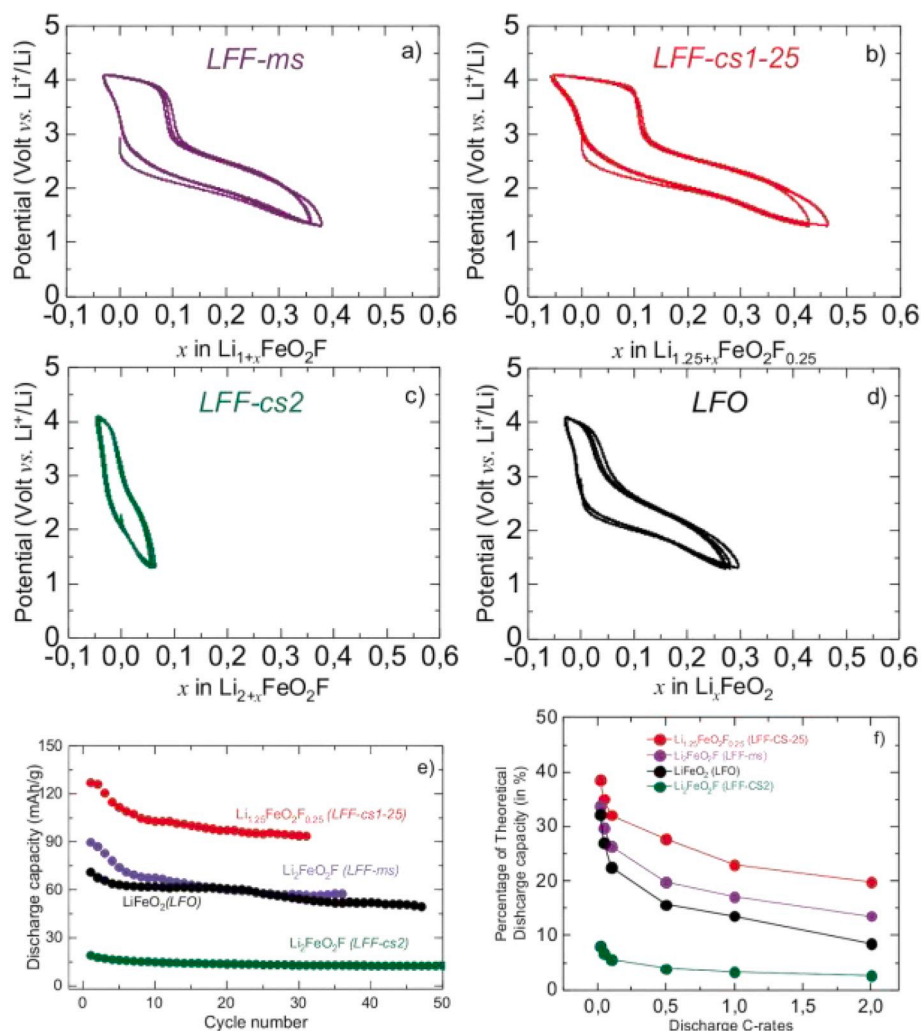 a)
LFF-ms
Potential (Volt vs. Li⁺/Li)
5
4
3
2
1
0
-0,1 0,0 0,1 0,2 0,3 0,4 0,5 0,6
x in Li₁₊ₓFeO₂F
b)
LFF-cs1-25
Potential (Volt vs. Li⁺/Li)
5
4
3
2
1
0
-0,1 0,0 0,1 0,2 0,3 0,4 0,5 0,6
x in Li₁.₂₅₊ₓFeO₂F₀.₂₅
c)
LFF-cs2
Potential (Volt vs. Li⁺/Li)
5
4
3
2
1
0
-0,1 0,0 0,1 0,2 0,3 0,4 0,5 0,6
x in Li₂₊ₓFeO₂F
d)
LFO
Potential (Volt vs. Li⁺/Li)
5
4
3
2
1
0
-0,1 0,0 0,1 0,2 0,3 0,4 0,5 0,6
x in LiₓFeO₂
e)
Discharge capacity (mAh/g)
150
120
90
60
30
0
Li₁.₂₅FeO₂F₀.₂₅ (LFF-cs1-25)
Li₂FeO₂F (LFF-ms)
LiFeO₂(LFO)
Li₂FeO₂F (LFF-cs2)
0 10 20 30 40 50
Cycle number
f)
Percentage of Theoretical
Dishcarge capacity (in %)
50
45
40
35
30
25
20
15
10
5
0
Li₁.₂₅FeO₂F₀.₂₅ (LFF-CS-25)
Li₂FeO₂F (LFF-ms)
LiFeO₂ (LFO)
Li₂FeO₂F (LFF-CS2)
0,0 0,5 1,0 1,5 2,0
Discharge C-rates